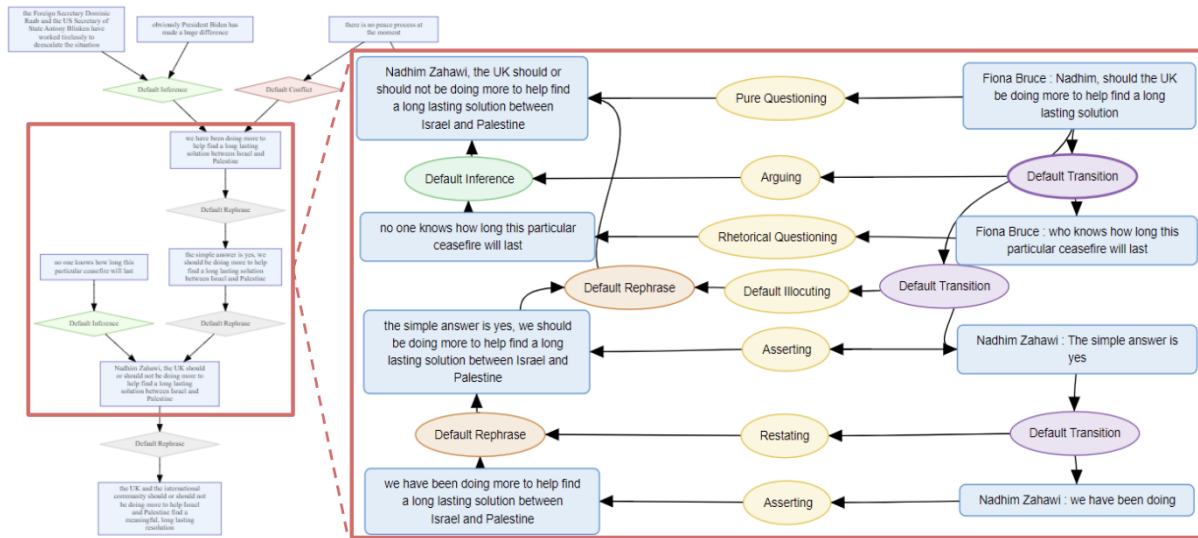 the Foreign Secretary Dominic
Raab and the US Secretary of
State Antony Blinken have
worked tirelessly to
deescalate the situation
obviously President Biden has
made a huge difference
there is no peace process at
the moment
Default Inference
Default Conflict
we have been doing more to
help find a long lasting
solution between Israel and
Palestine
Default Rephrase
no one knows how long this
particular ceasefire will last
the simple answer is yes, we
should be doing more to help
find a long lasting solution
between Israel and Palestine
Default Inference
Default Rephrase
Nadhim Zahawi, the UK should
or should not be doing more to
help find a long lasting
solution between Israel and
Palestine
Default Rephrase
the UK and the international
community should or should not
be doing more to help Israel
and Palestine find a
meaningful, long lasting
resolution
Nadhim Zahawi, the UK should or
should not be doing more to help find
a long lasting solution between
Israel and Palestine
Pure Questioning
Fiona Bruce : Nadhim, should the UK
be doing more to help find a long
lasting solution
Default Inference
Arguing
Default Transition
no one knows how long this
particular ceasefire will last
Rhetorical Questioning
Fiona Bruce : who knows how long this
particular ceasefire will last
Default Rephrase
Default Illocuting
Default Transition
the simple answer is yes, we should
be doing more to help find a long
lasting solution between Israel and
Palestine
Asserting
Nadhim Zahawi : The simple answer is
yes
Default Rephrase
Restating
Default Transition
we have been doing more to help find
a long lasting solution between
Israel and Palestine
Asserting
Nadhim Zahawi : we have been doing